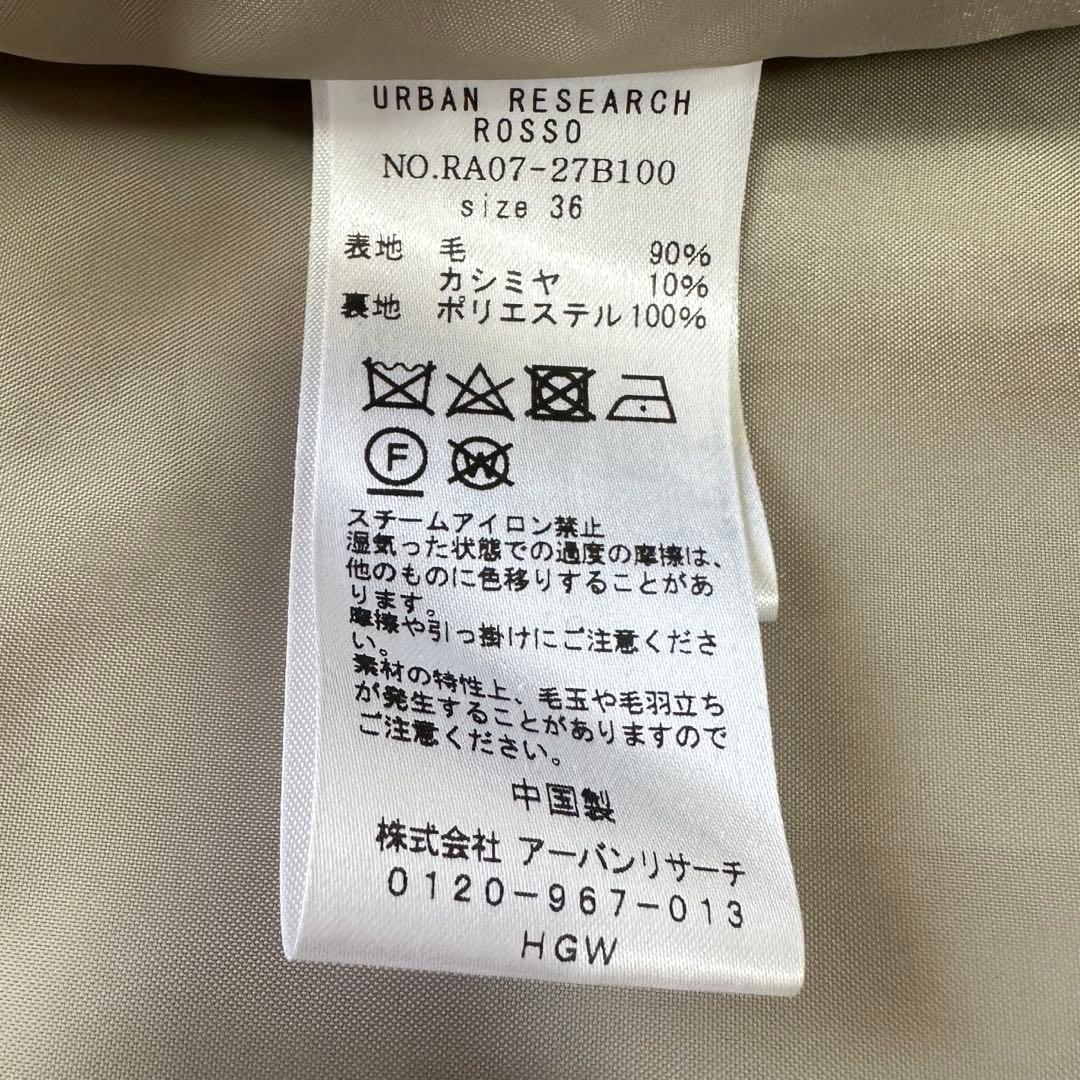 URBAN RESEARCH
ROSSO
NO.RA07-27B100
size 36
表地 毛 90%
カシミヤ 10%
裏地 ポリエステル 100%
F
W
スチームアイロン禁止
湿気った状態での過度の摩擦は、
他のものに色移りすることがあ
ります。
摩擦や引っ掛けにご注意くださ
い。
素材の特性上、毛玉や毛羽立ち
が発生することがありますので
ご注意ください。
中国製
株式会社 アーバンリサーチ
0120-967-013
HGW